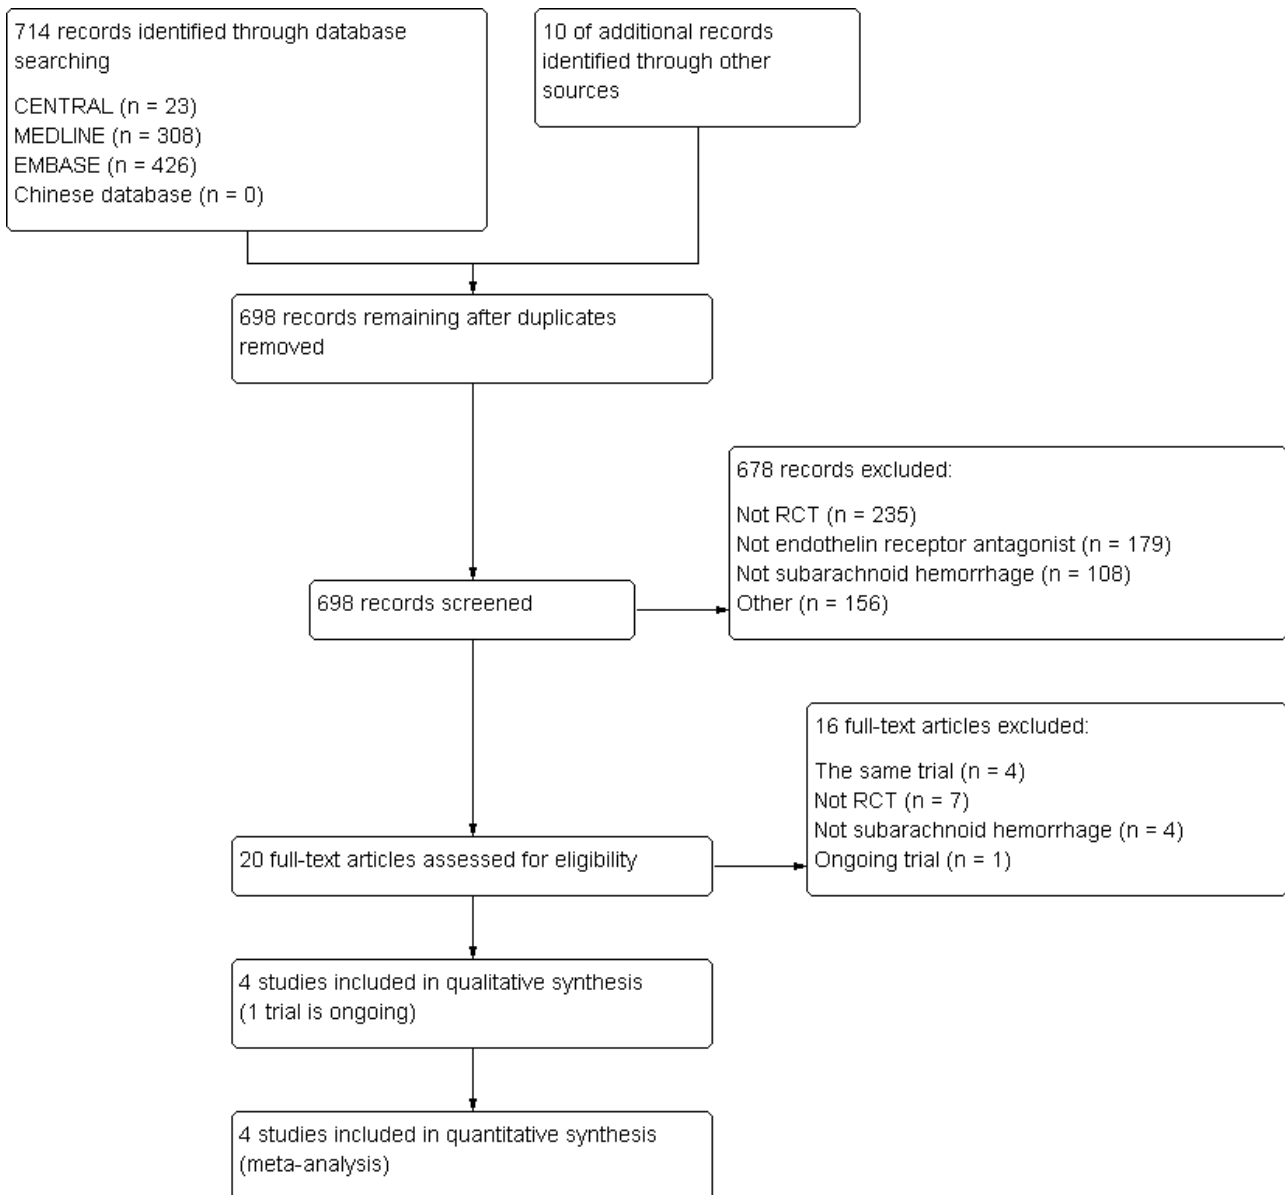 714 records identified through database
searching
CENTRAL (n = 23)
MEDLINE (n = 308)
EMBASE (n = 426)
Chinese database (n = 0)
10 of additional records
identified through other
sources
698 records remaining after duplicates
removed
678 records excluded:
Not RCT (n = 235)
Not endothelin receptor antagonist (n = 179)
Not subarachnoid hemorrhage (n = 108)
Other (n = 156)
698 records screened
16 full-text articles excluded:
The same trial (n = 4)
Not RCT (n = 7)
Not subarachnoid hemorrhage (n = 4)
Ongoing trial (n = 1)
20 full-text articles assessed for eligibility
4 studies included in qualitative synthesis
(1 trial is ongoing)
4 studies included in quantitative synthesis
(meta-analysis)